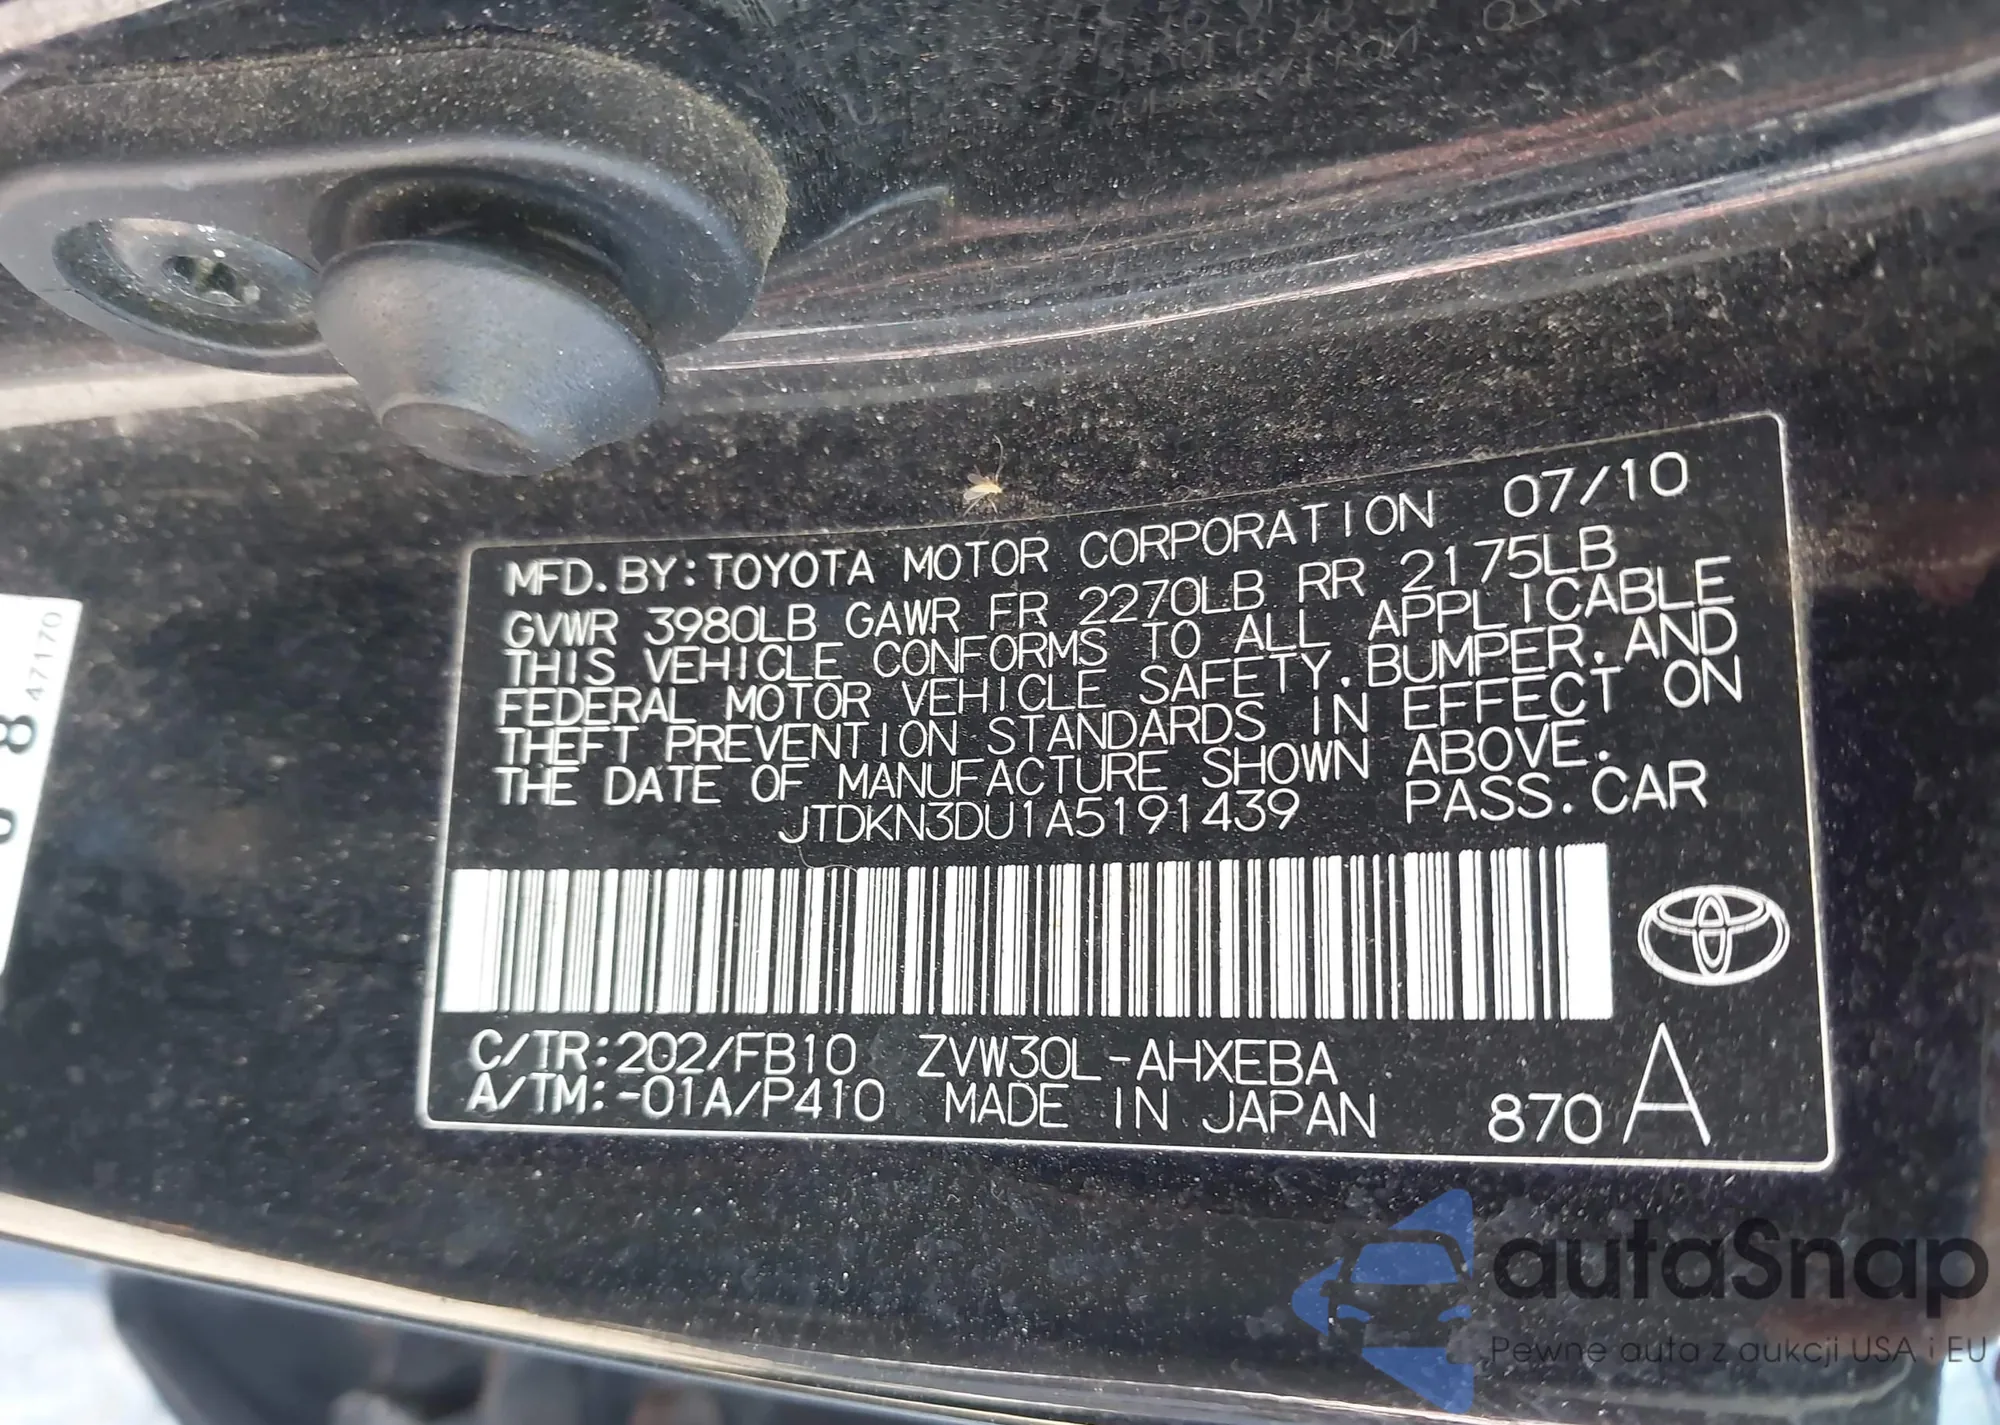 MFD.BY:TOYOTA MOTOR CORPORATION 07/10
GVWR 3980LB GAWR FR 2270LB RR 2175LB
THIS VEHICLE CONFORMS TO ALL APPLICABLE
FEDERAL MOTOR VEHICLE SAFETY,BUMPER,AND
THEFT PREVENTION STANDARDS IN EFFECT ON
THE DATE OF MANUFACTURE SHOWN ABOVE.
JTDKN3DU1A5191439 PASS.CAR
C/TR:202/FB10 ZVW30L-AHXEBA
A/TM:-01A/P410 MADE IN JAPAN 870 A
47170
8
autoSnap
Pewne auta z aukcji USA i EU